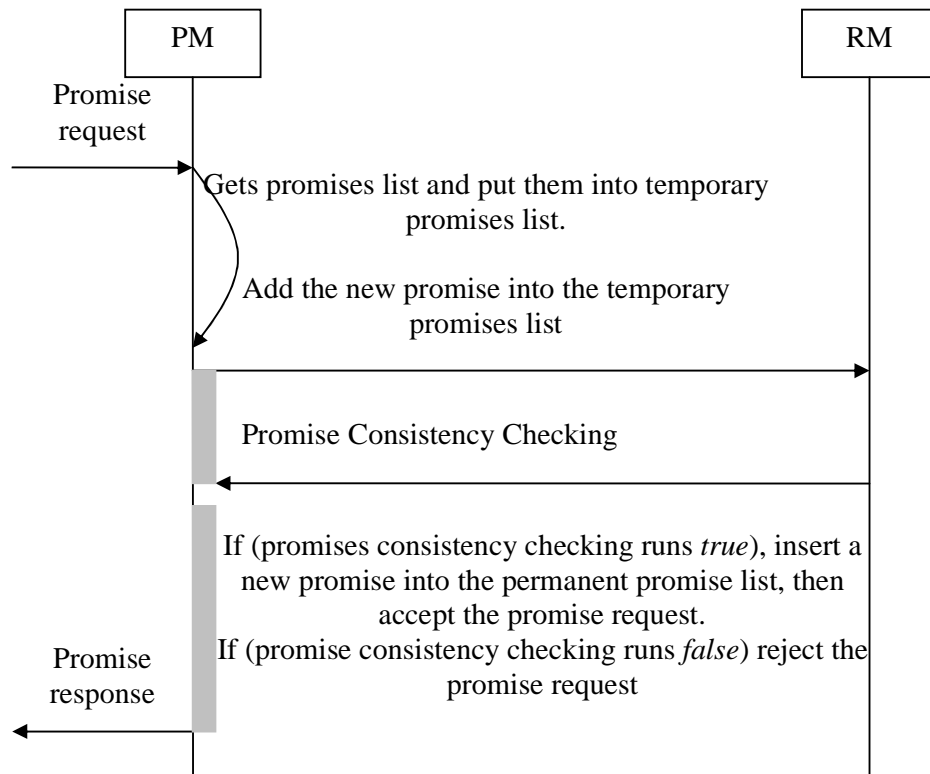 PM
RM
Promise
request
Gets promises list and put them into temporary
promises list.
Add the new promise into the temporary
promises list
Promise Consistency Checking
If (promises consistency checking runs true), insert a
new promise into the permanent promise list, then
accept the promise request.
If (promise consistency checking runs false) reject the
promise request
Promise
response